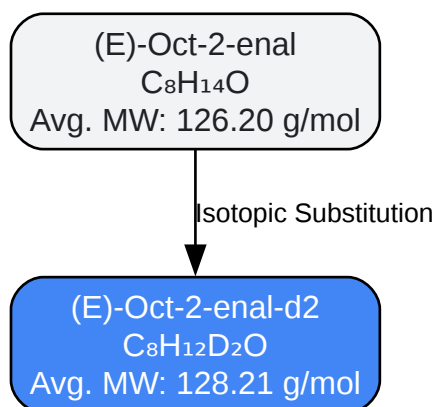 (E)-Oct-2-enal
C₈H₁₄O
Avg. MW: 126.20 g/mol
Isotopic Substitution
(E)-Oct-2-enal-d2
C₈H₁₂D₂O
Avg. MW: 128.21 g/mol